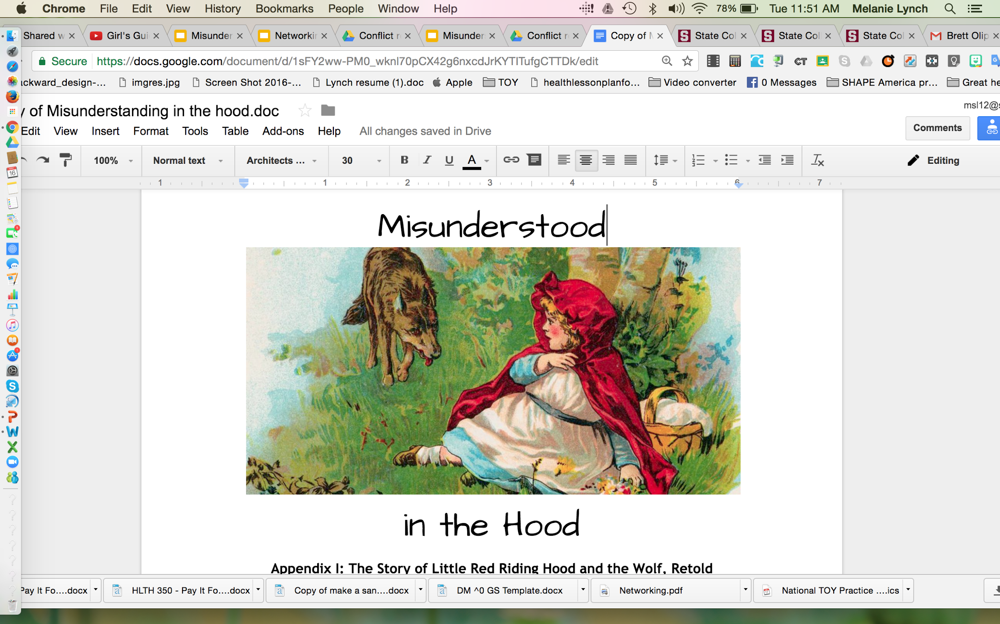 Chrome File Edit View History Bookmarks People Window Help 78% Tue 11:51 AM Melanie Lynch
Shared w Girl's Gui Misunder Networkin Conflict r Misunder Conflict r Copy of M State Col State Col State Col Brett Olip
Secure https://docs.google.com/document/d/1sFY2ww-PM0_wknl70pCX42g6nxcdJrKYTlTufgCTTDk/edit CT
ackward_design-... imgres.jpg Screen Shot 2016-... Lynch resume (1).doc Apple TOY healthlessonplanfo... Video converter 0 Messages SHAPE America pr... Great he
y of Misunderstanding in the hood.doc msl12@s
Edit View Insert Format Tools Table Add-ons Help All changes saved in Drive Comments
100% Normal text Architects ... 30 B I U A Editing
1 1 2 3 4 5 6 7
Misunderstood
in the Hood
Appendix I: The Story of Little Red Riding Hood and the Wolf, Retold
Pay It Fo....docx HLTH 350 - Pay It Fo....docx Copy of make a san....docx DM ^0 GS Template.docx Networking.pdf National TOY Practice ....ics